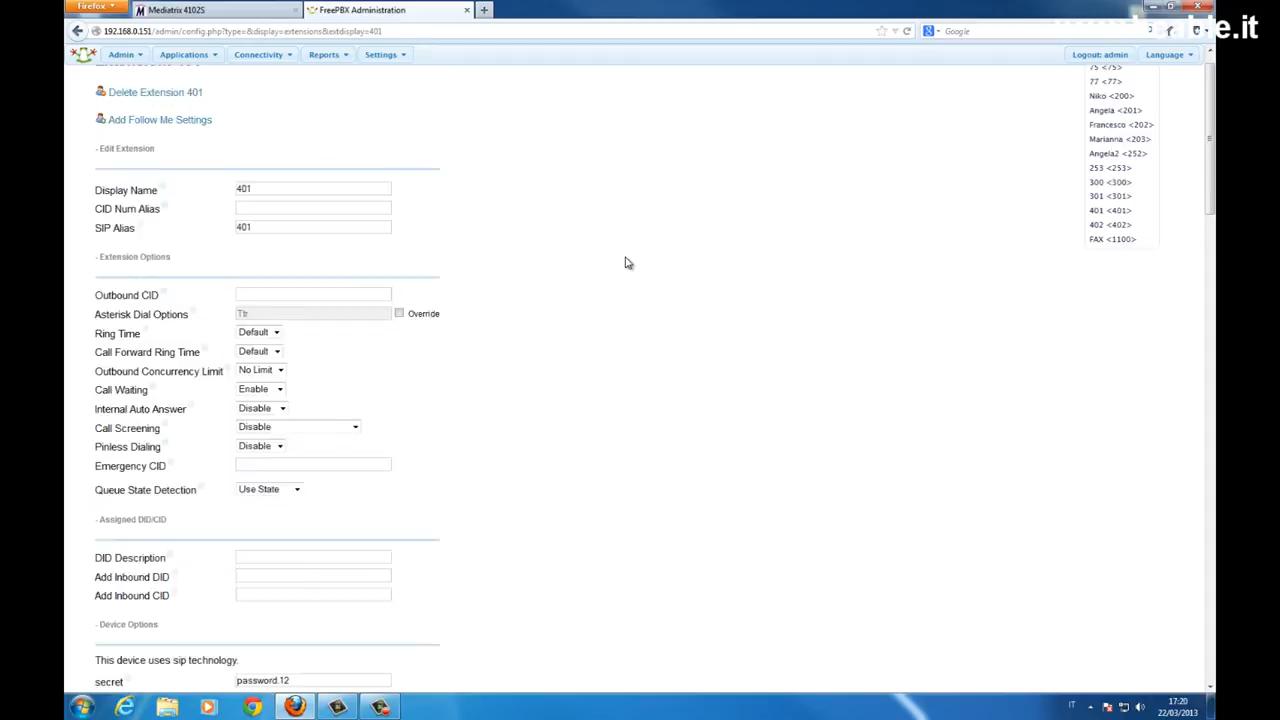 Firefox
Mediatrix 4102S
FreePBX Administration
192.168.0.151/admin/config.php?type=&display=extensions&extdisplay=401
Google
Admin
Applications
Connectivity
Reports
Settings
Logout: admin
Language
75 <75>
77 <77>
Niko <200>
Angela <201>
Francesco <202>
Marianna <203>
Angela2 <252>
253 <253>
300 <300>
301 <301>
401 <401>
402 <402>
FAX <1100>
Delete Extension 401
Add Follow Me Settings
- Edit Extension
Display Name 401
CID Num Alias
SIP Alias 401
- Extension Options
Outbound CID
Asterisk Dial Options Ttr Override
Ring Time Default
Call Forward Ring Time Default
Outbound Concurrency Limit No Limit
Call Waiting Enable
Internal Auto Answer Disable
Call Screening Disable
Pinless Dialing Disable
Emergency CID
Queue State Detection Use State
- Assigned DID/CID
DID Description
Add Inbound DID
Add Inbound CID
- Device Options
This device uses sip technology.
secret password.12
IT
17:20
22/03/2013